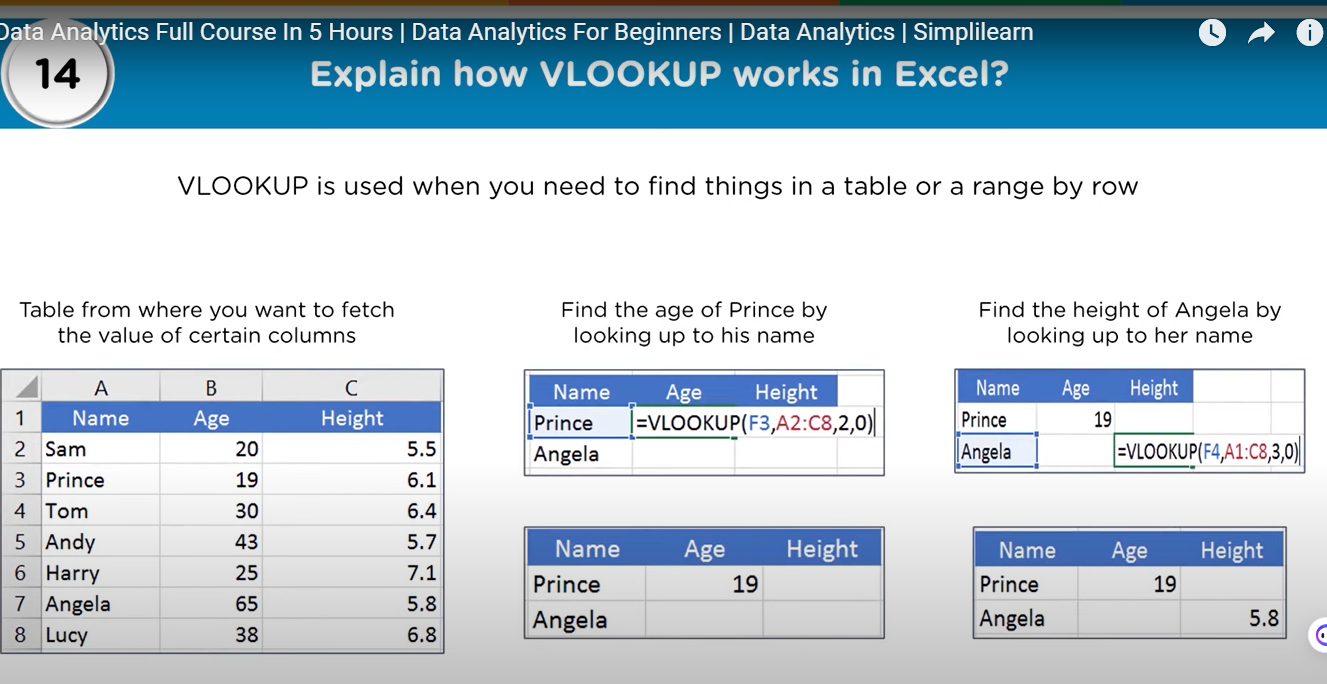 Data Analytics Full Course In 5 Hours | Data Analytics For Beginners | Data Analytics | Simplilearn
14
Explain how VLOOKUP works in Excel?
VLOOKUP is used when you need to find things in a table or a range by row
Table from where you want to fetch
the value of certain columns
A B C
1 Name Age Height
2 Sam 20 5.5
3 Prince 19 6.1
4 Tom 30 6.4
5 Andy 43 5.7
6 Harry 25 7.1
7 Angela 65 5.8
8 Lucy 38 6.8
Find the age of Prince by
looking up to his name
Name Age Height
Prince =VLOOKUP(F3,A2:C8,2,0)
Angela
Name Age Height
Prince 19
Angela
Find the height of Angela by
looking up to her name
Name Age Height
Prince 19
Angela =VLOOKUP(F4,A1:C8,3,0)
Name Age Height
Prince 19
Angela 5.8